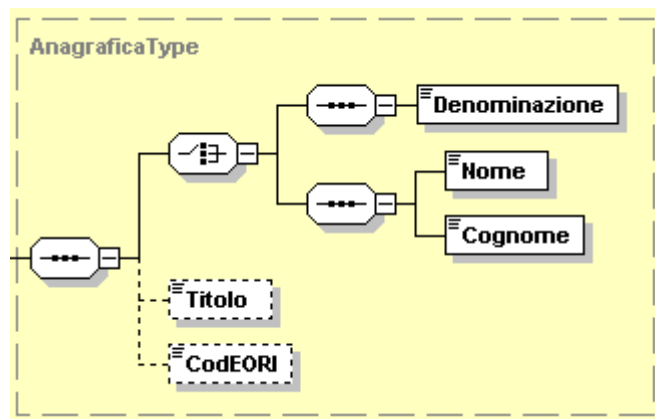 AnagraficaType
Denominazione
Nome
Cognome
Titolo
CodEORI